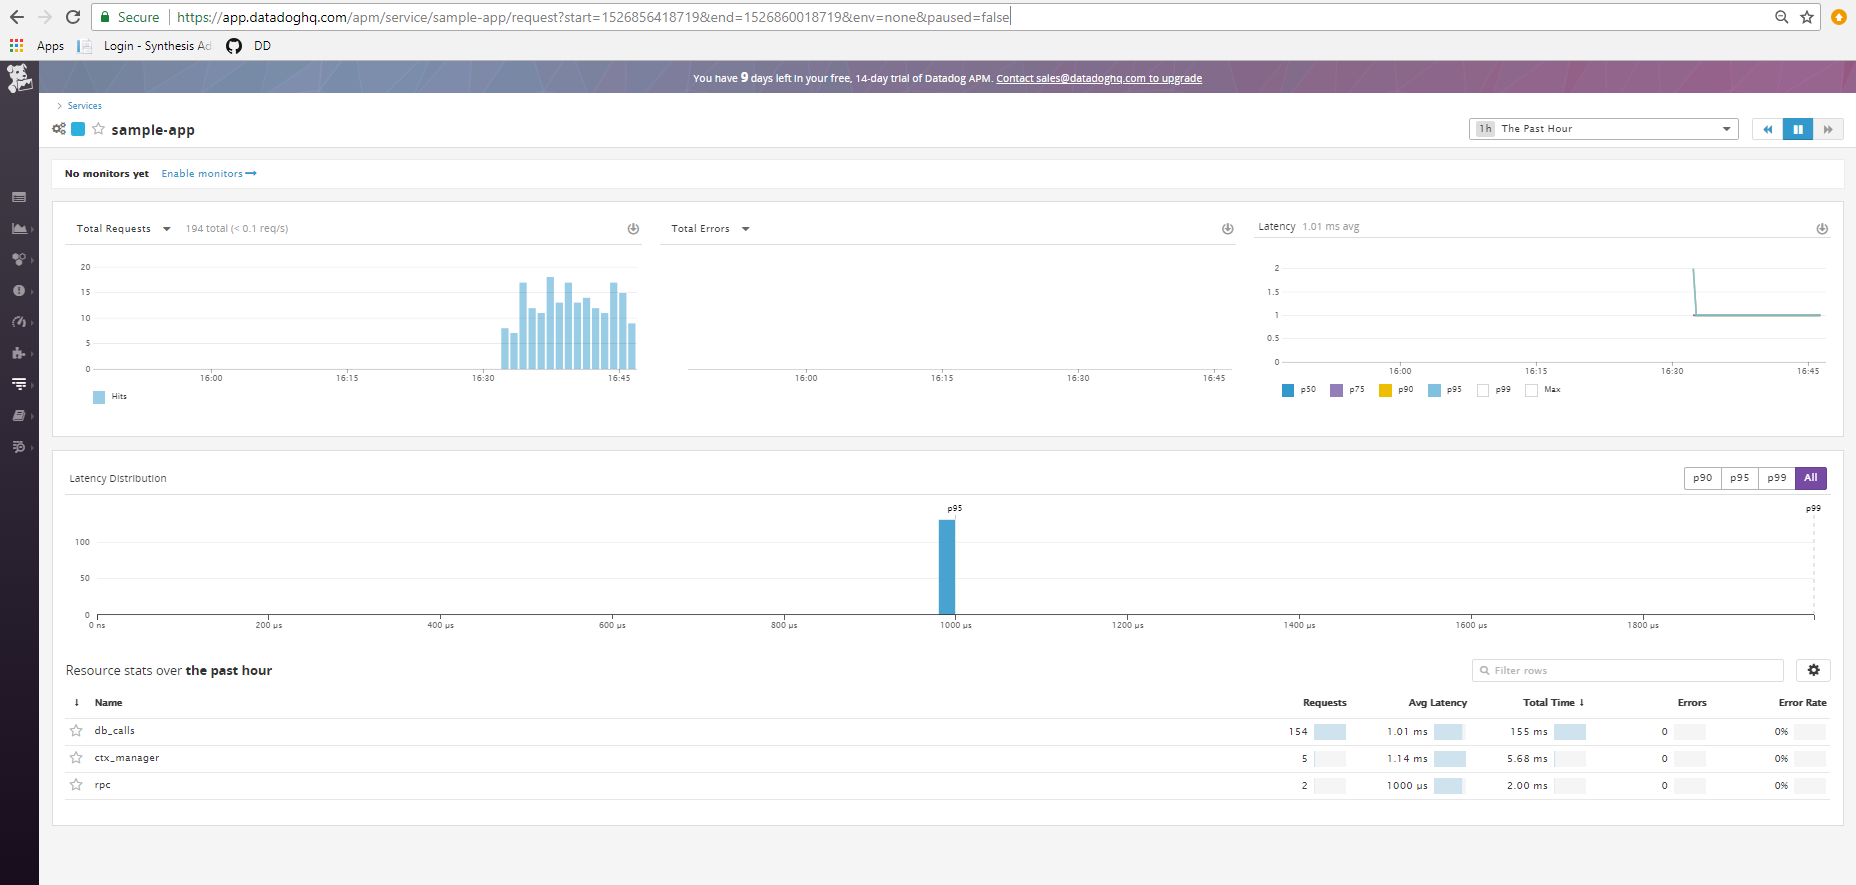 Secure
https://app.datadoghq.com/apm/service/sample-app/request?start=1526856418719&end=1526860018719&env=none&paused=false
Apps Login - Synthesis Ad DD
You have 9 days left in your free, 14-day trial of Datadog APM. Contact sales@datadoghq.com to upgrade
Services
sample-app
1h The Past Hour
No monitors yet Enable monitors
Total Requests 194 total (< 0.1 req/s)
20
15
10
5
0
16:00 16:15 16:30 16:45
Hits
Total Errors
16:00 16:15 16:30 16:45
Latency 1.01 ms avg
2
1.5
1
0.5
0
16:00 16:15 16:30 16:45
p50 p75 p90 p95 p99 Max
Latency Distribution
p90 p95 p99 All
p95 p99
100
50
0
0 ns 200 µs 400 µs 600 µs 800 µs 1000 µs 1200 µs 1400 µs 1600 µs 1800 µs
Resource stats over the past hour
Filter rows
Name Requests Avg Latency Total Time Errors Error Rate
db_calls 154 1.01 ms 155 ms 0 0%
ctx_manager 5 1.14 ms 5.68 ms 0 0%
rpc 2 1000 µs 2.00 ms 0 0%